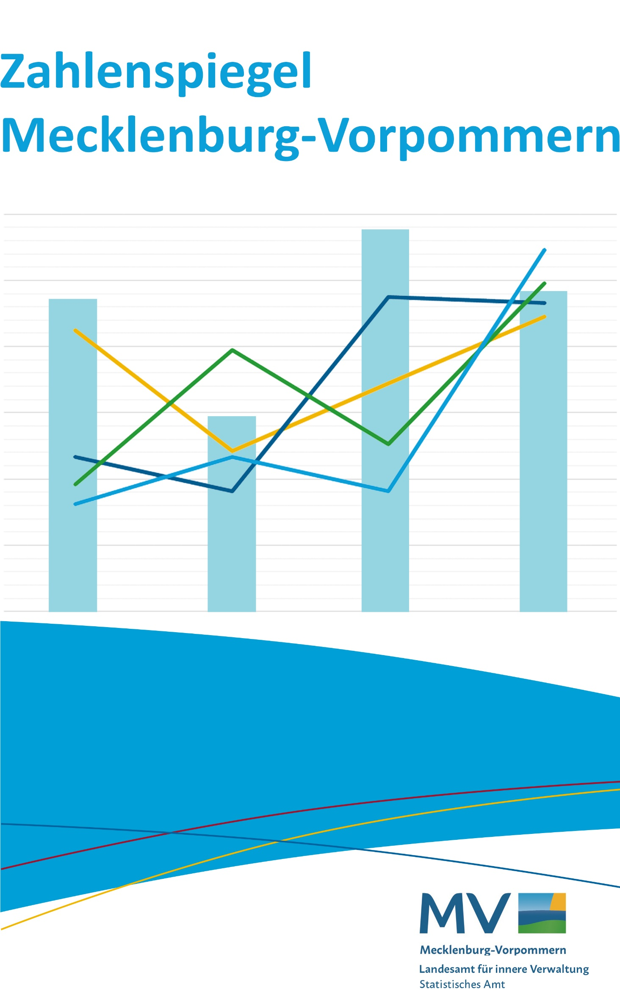 Zahlenspiegel
Mecklenburg-Vorpommern
MV
Mecklenburg-Vorpommern
Landesamt für innere Verwaltung
Statistisches Amt